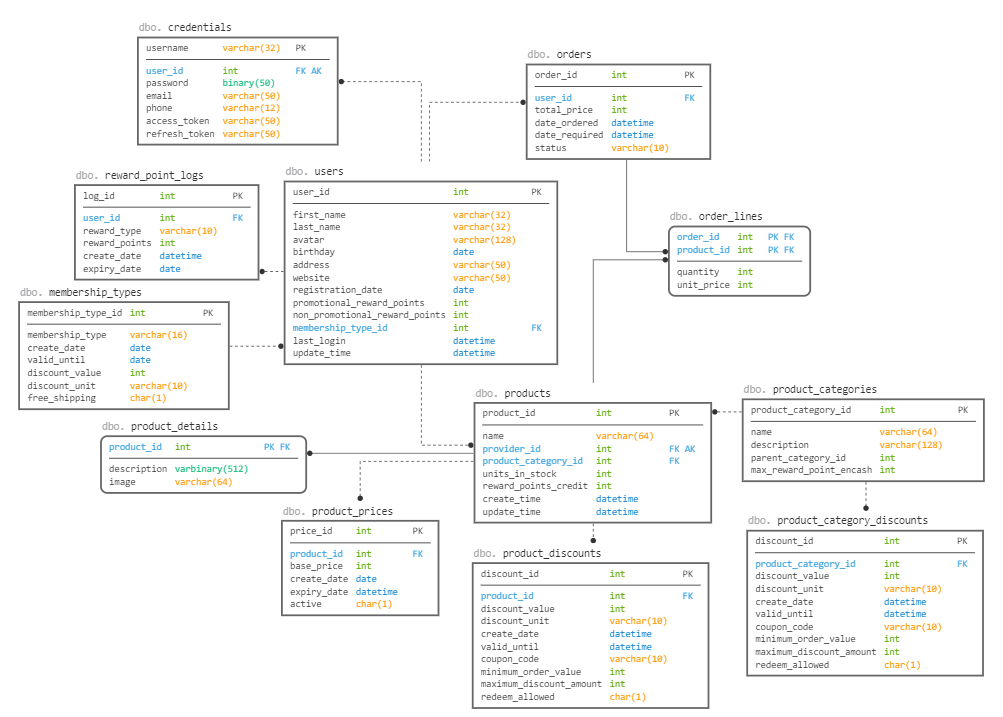 dbo. credentials
username varchar(32) PK
user_id int FK AK
password binary(50)
email varchar(50)
phone varchar(12)
access_token varchar(50)
refresh_token varchar(50)
dbo. orders
order_id int PK
user_id int FK
total_price int
date_ordered datetime
date_required datetime
status varchar(10)
dbo. reward_point_logs
log_id int PK
user_id int FK
reward_type varchar(10)
reward_points int
create_date datetime
expiry_date date
dbo. users
user_id int PK
first_name varchar(32)
last_name varchar(32)
avatar varchar(128)
birthday date
address varchar(50)
website varchar(50)
registration_date date
promotional_reward_points int
non_promotional_reward_points int
membership_type_id int FK
last_login datetime
update_time datetime
dbo. order_lines
order_id int PK FK
product_id int PK FK
quantity int
unit_price int
dbo. membership_types
membership_type_id int PK
membership_type varchar(16)
create_date date
valid_until date
discount_value int
discount_unit varchar(10)
free_shipping char(1)
dbo. product_details
product_id int PK FK
description varbinary(512)
image varchar(64)
dbo. products
product_id int PK
name varchar(64)
provider_id int FK AK
product_category_id int FK
units_in_stock int
reward_points_credit int
create_time datetime
update_time datetime
dbo. product_categories
product_category_id int PK
name varchar(64)
description varchar(128)
parent_category_id int
max_reward_point_encash int
dbo. product_prices
price_id int PK
product_id int FK
base_price int
create_date date
expiry_date datetime
active char(1)
dbo. product_discounts
discount_id int PK
product_id int FK
discount_value int
discount_unit varchar(10)
create_date datetime
valid_until datetime
coupon_code varchar(10)
minimum_order_value int
maximum_discount_amount int
redeem_allowed char(1)
dbo. product_category_discounts
discount_id int PK
product_category_id int FK
discount_value int
discount_unit varchar(10)
create_date datetime
valid_until datetime
coupon_code varchar(10)
minimum_order_value int
maximum_discount_amount int
redeem_allowed char(1)